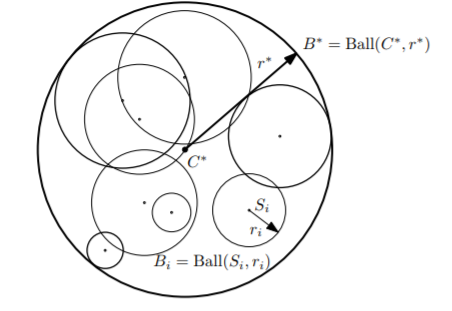 B* = Ball(C*, r*)
r*
C*
S_i
r_i
B_i = Ball(S_i, r_i)